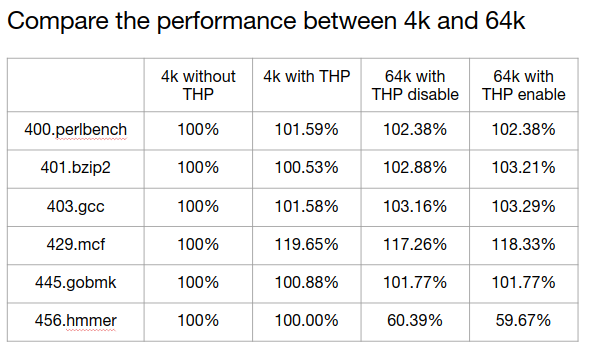 Compare the performance between 4k and 64k
4k without THP 4k with THP 64k with THP disable 64k with THP enable
400.perlbench 100% 101.59% 102.38% 102.38%
401.bzip2 100% 100.53% 102.88% 103.21%
403.gcc 100% 101.58% 103.16% 103.29%
429.mcf 100% 119.65% 117.26% 118.33%
445.gobmk 100% 100.88% 101.77% 101.77%
456.hmmer 100% 100.00% 60.39% 59.67%